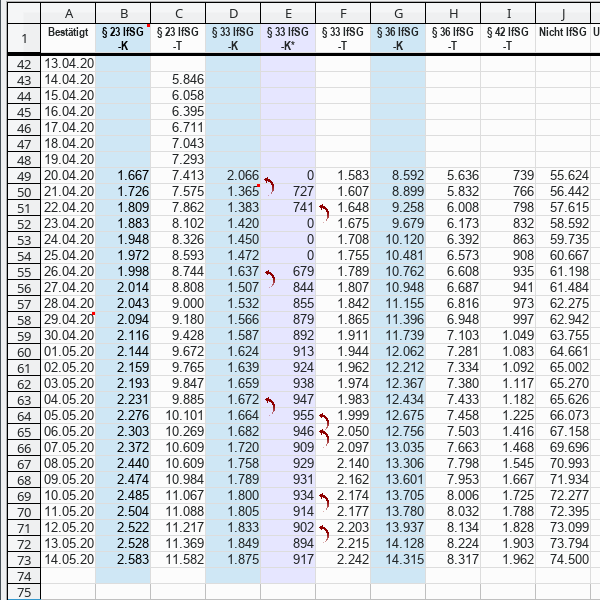 A B C D E F G H I J
1 Bestätigt § 23 IfSG -K § 23 IfSG -T § 33 IfSG -K § 33 IfSG -K* § 33 IfSG -T § 36 IfSG -K § 36 IfSG -T § 42 IfSG -T Nicht IfSG U
42 13.04.20
43 14.04.20 5.846
44 15.04.20 6.058
45 16.04.20 6.395
46 17.04.20 6.711
47 18.04.20 7.043
48 19.04.20 7.293
49 20.04.20 1.667 7.413 2.066 0 1.583 8.592 5.636 739 55.624
50 21.04.20 1.726 7.575 1.365 727 1.607 8.899 5.832 766 56.442
51 22.04.20 1.809 7.862 1.383 741 1.648 9.258 6.008 798 57.615
52 23.04.20 1.883 8.102 1.420 0 1.675 9.679 6.173 832 58.592
53 24.04.20 1.948 8.326 1.450 0 1.708 10.120 6.392 863 59.735
54 25.04.20 1.972 8.593 1.472 0 1.755 10.481 6.573 908 60.667
55 26.04.20 1.998 8.744 1.637 679 1.789 10.762 6.608 935 61.198
56 27.04.20 2.014 8.808 1.507 844 1.807 10.948 6.687 941 61.484
57 28.04.20 2.043 9.000 1.532 855 1.842 11.155 6.816 973 62.275
58 29.04.20 2.094 9.180 1.566 879 1.865 11.396 6.948 997 62.942
59 30.04.20 2.116 9.428 1.587 892 1.911 11.739 7.103 1.049 63.755
60 01.05.20 2.144 9.672 1.624 913 1.944 12.062 7.281 1.083 64.661
61 02.05.20 2.159 9.765 1.639 924 1.962 12.212 7.334 1.092 65.002
62 03.05.20 2.193 9.847 1.659 938 1.974 12.367 7.380 1.117 65.270
63 04.05.20 2.231 9.885 1.672 947 1.983 12.434 7.433 1.182 65.626
64 05.05.20 2.276 10.101 1.664 955 1.999 12.675 7.458 1.225 66.073
65 06.05.20 2.303 10.269 1.682 946 2.050 12.756 7.503 1.416 67.158
66 07.05.20 2.372 10.609 1.720 909 2.097 13.035 7.663 1.468 69.696
67 08.05.20 2.440 10.609 1.758 929 2.140 13.306 7.798 1.545 70.993
68 09.05.20 2.474 10.984 1.789 931 2.162 13.601 7.953 1.667 71.934
69 10.05.20 2.485 11.067 1.800 934 2.174 13.705 8.006 1.725 72.277
70 11.05.20 2.504 11.088 1.805 914 2.177 13.780 8.032 1.788 72.395
71 12.05.20 2.522 11.217 1.833 902 2.203 13.937 8.134 1.828 73.099
72 13.05.20 2.528 11.369 1.849 894 2.215 14.128 8.224 1.903 73.794
73 14.05.20 2.583 11.582 1.875 917 2.242 14.315 8.317 1.962 74.500
74
75